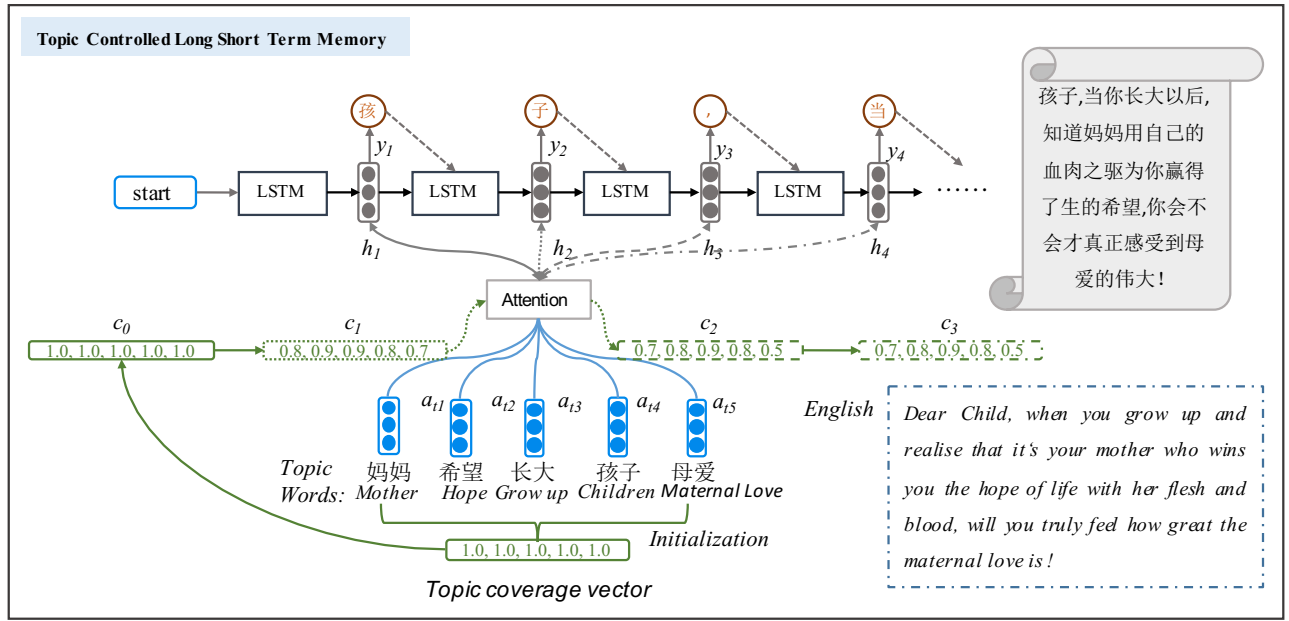 Topic Controlled Long Short Term Memory
孩
子
,
当
y1
y2
y3
y4
start
LSTM
LSTM
LSTM
LSTM
……
h1
h2
h3
h4
孩子,当你长大以后,
知道妈妈用自己的
血肉之驱为你赢得
了生的希望,你会不
会才真正感受到母
爱的伟大!
Attention
c0
c1
c2
c3
1.0, 1.0, 1.0, 1.0, 1.0
0.8, 0.9, 0.9, 0.8, 0.7
0.7, 0.8, 0.9, 0.8, 0.5
0.7, 0.8, 0.9, 0.8, 0.5
at1
at2
at3
at4
at5
Topic Words:
妈妈
希望
长大
孩子
母爱
Mother
Hope
Grow up
Children
Maternal Love
Initialization
1.0, 1.0, 1.0, 1.0, 1.0
Topic coverage vector
English
Dear Child, when you grow up and
realise that it‘s your mother who wins
you the hope of life with her flesh and
blood, will you truly feel how great the
maternal love is !